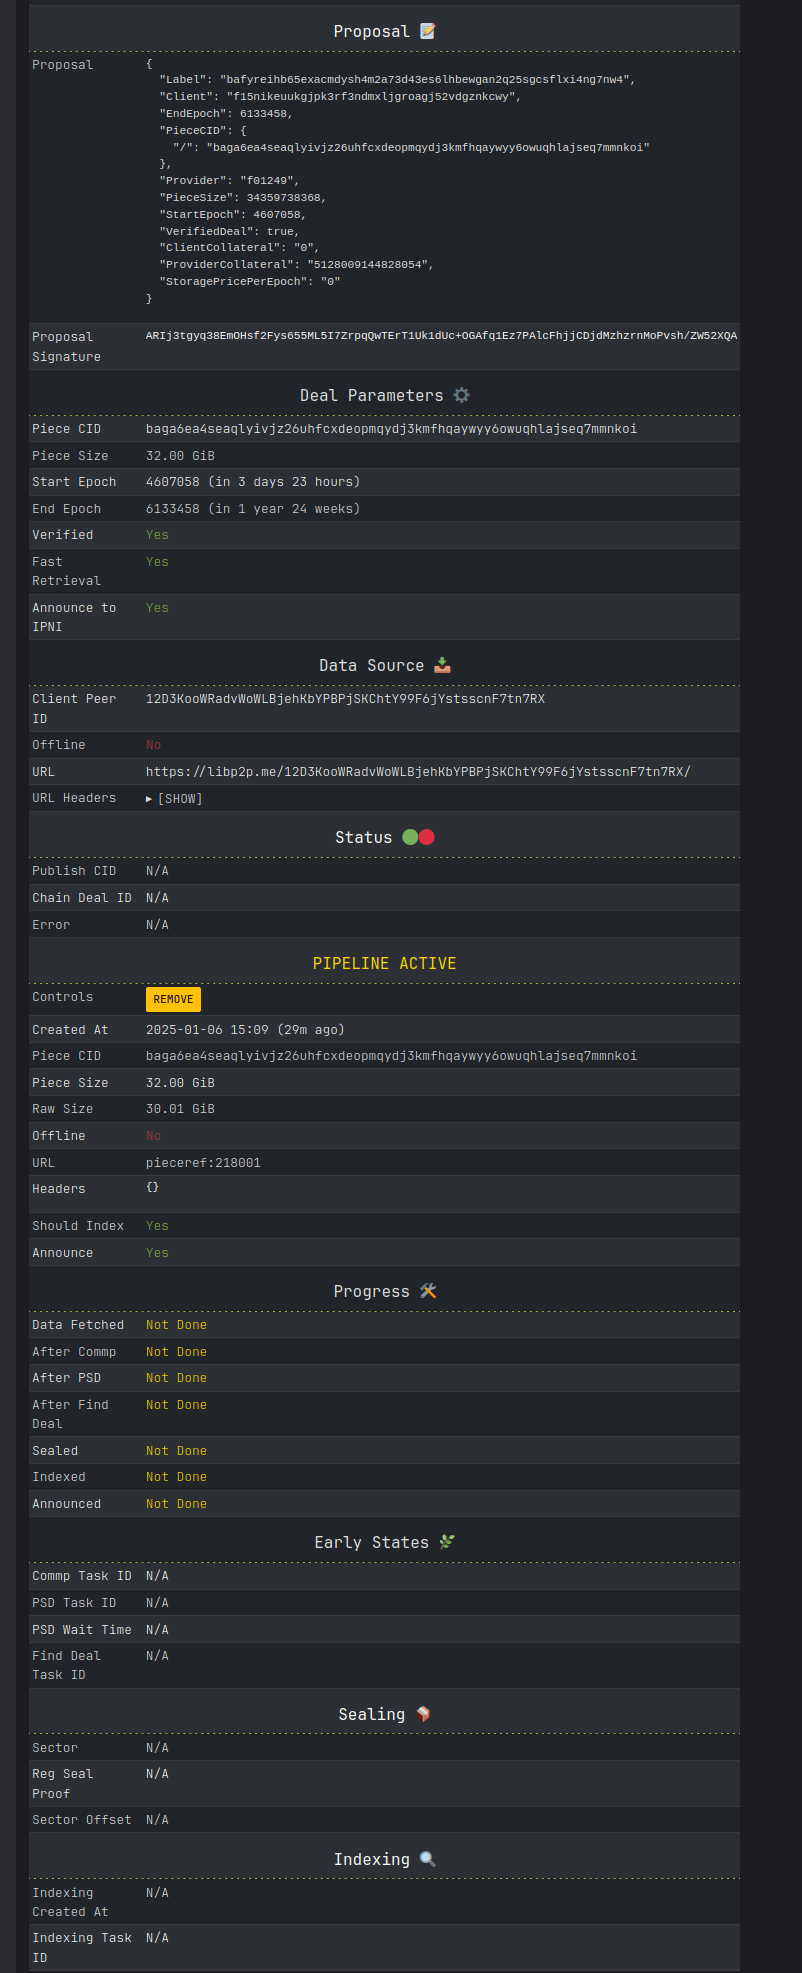 Proposal 📝
Proposal
{
"Label": "bafyreihb65exacmdysh4m2a73d43es6lhbewgan2q25sgcsflxi4ng7nw4",
"Client": "f15nikeuukgjpk3rf3ndmxljgroagj52vdgznkcwy",
"EndEpoch": 6133458,
"PieceCID": {
"/": "baga6ea4seaqlyivjz26uhfcxdeopmqydj3kmfhqaywyy6owuqhlajseq7mmnkoi"
},
"Provider": "f01249",
"PieceSize": 34359738368,
"StartEpoch": 4607058,
"VerifiedDeal": true,
"ClientCollateral": "0",
"ProviderCollateral": "5128009144828054",
"StoragePricePerEpoch": "0"
}
Proposal Signature
ARIj3tgyq38EmOHsf2Fys655ML5I7ZrpqQwTErT1Uk1dUc+OGAfq1Ez7PAlcFhjjCDjdMzhzrnMoPvsh/ZW52XQA
Deal Parameters ⚙️
Piece CID baga6ea4seaqlyivjz26uhfcxdeopmqydj3kmfhqaywyy6owuqhlajseq7mmnkoi
Piece Size 32.00 GiB
Start Epoch 4607058 (in 3 days 23 hours)
End Epoch 6133458 (in 1 year 24 weeks)
Verified Yes
Fast Retrieval Yes
Announce to IPNI Yes
Data Source 📥
Client Peer ID 12D3KooWRadvWoWLBjehKbYPBPjSKChtY99F6jYstsscnF7tn7RX
Offline No
URL https://libp2p.me/12D3KooWRadvWoWLBjehKbYPBPjSKChtY99F6jYstsscnF7tn7RX/
URL Headers ▶ [SHOW]
Status 🟢🔴
Publish CID N/A
Chain Deal ID N/A
Error N/A
PIPELINE ACTIVE
Controls REMOVE
Created At 2025-01-06 15:09 (29m ago)
Piece CID baga6ea4seaqlyivjz26uhfcxdeopmqydj3kmfhqaywyy6owuqhlajseq7mmnkoi
Piece Size 32.00 GiB
Raw Size 30.01 GiB
Offline No
URL pieceref:218001
Headers {}
Should Index Yes
Announce Yes
Progress 🛠️
Data Fetched Not Done
After Commp Not Done
After PSD Not Done
After Find Deal Not Done
Sealed Not Done
Indexed Not Done
Announced Not Done
Early States 🌿
Commp Task ID N/A
PSD Task ID N/A
PSD Wait Time N/A
Find Deal Task ID N/A
Sealing 📦
Sector N/A
Reg Seal Proof N/A
Sector Offset N/A
Indexing 🔍
Indexing Created At N/A
Indexing Task ID N/A